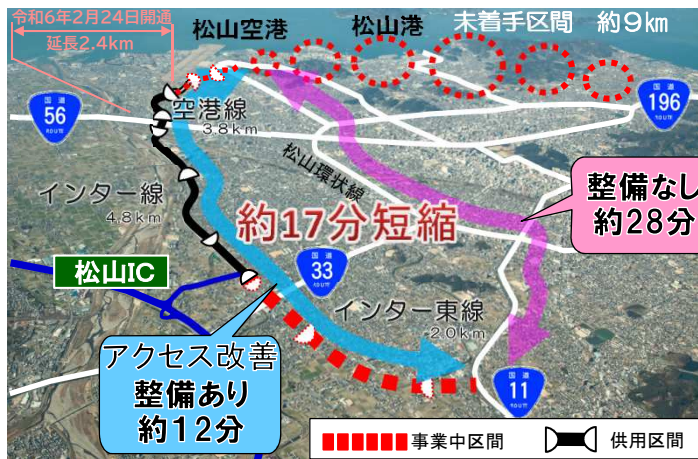 令和6年2月24日開通
延長2.4km
松山空港
松山港
未着手区間 約9km
国道
56
ROUTE
空港線
3.8km
国道
196
ROUTE
松山環状線
インター線
4.8km
整備なし
約28分
約17分短縮
松山IC
国道
33
ROUTE
インター東線
2.0km
アクセス改善
整備あり
約12分
国道
11
ROUTE
事業中区間
供用区間